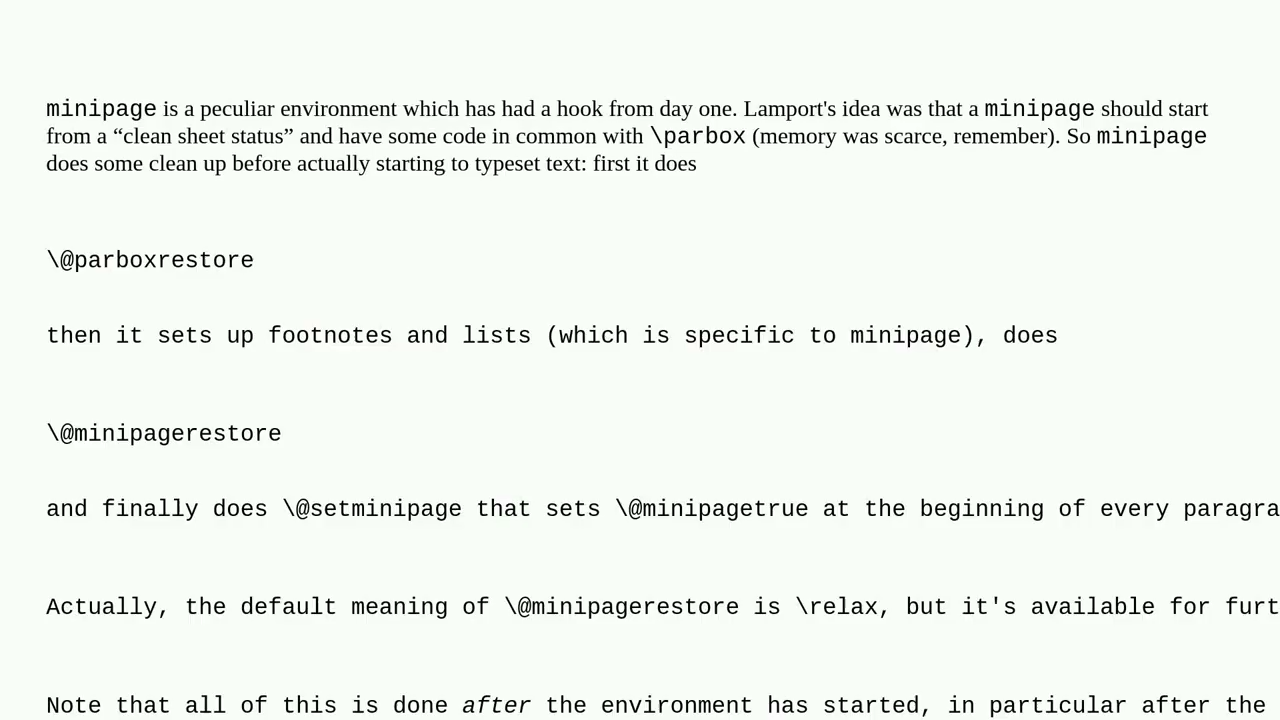 minipage is a peculiar environment which has had a hook from day one. Lamport's idea was that a minipage should start
from a “clean sheet status” and have some code in common with \parbox (memory was scarce, remember). So minipage
does some clean up before actually starting to typeset text: first it does
\@parboxrestore
then it sets up footnotes and lists (which is specific to minipage), does
\@minipagerestore
and finally does \@setminipage that sets \@minipagetrue at the beginning of every paragra
Actually, the default meaning of \@minipagerestore is \relax, but it's available for furt
Note that all of this is done after the environment has started, in particular after the